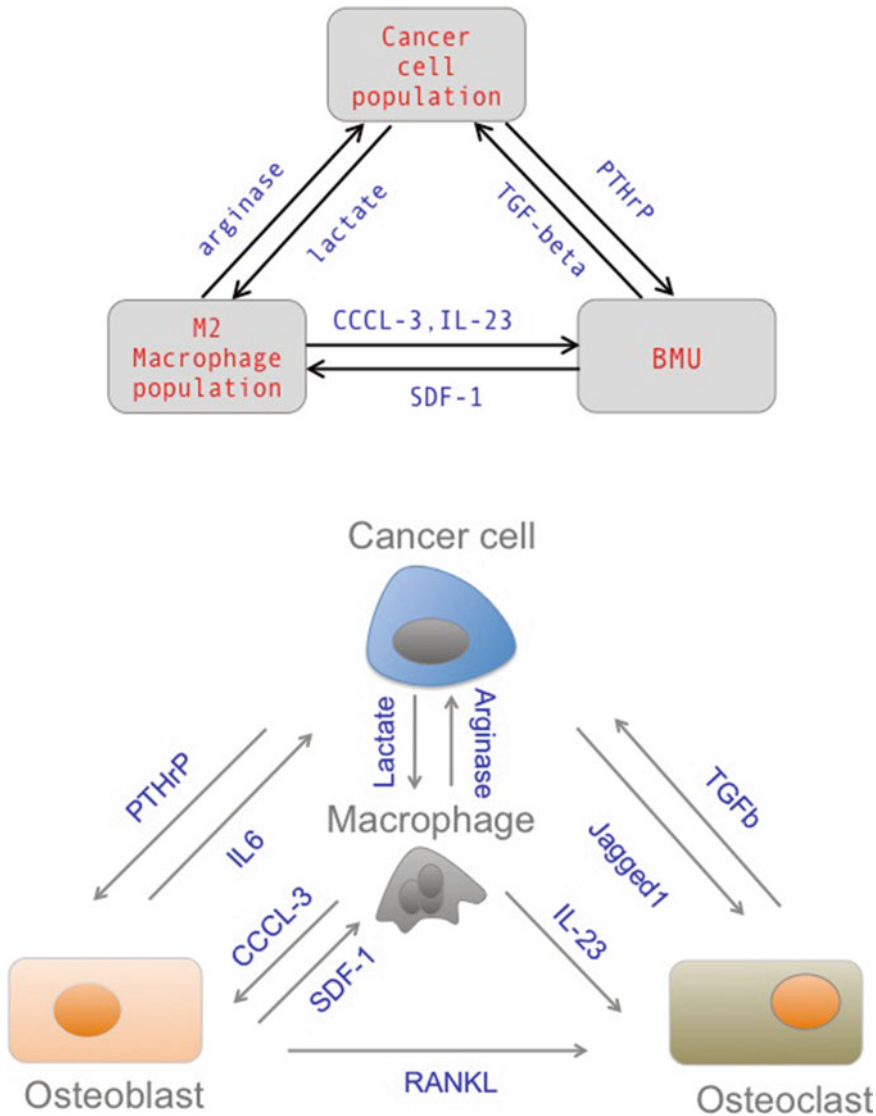 Cancer
cell
population
arginase
lactate
TGF-beta
PTHrP
M2
Macrophage
population
CCCL-3,IL-23
SDF-1
BMU
Cancer cell
Lactate
Arginase
PTHrP
IL6
TGFb
Jagged1
Macrophage
CCCL-3
SDF-1
IL-23
RANKL
Osteoblast
Osteoclast